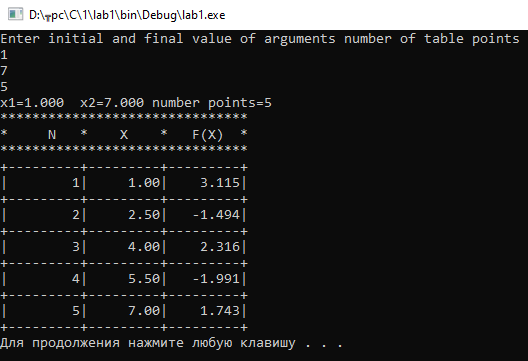 D:\┬pc\C\1\lab1\bin\Debug\lab1.exe
Enter initial and final value of arguments number of table points
1
7
5
x1=1.000  x2=7.000 number points=5
*******************************
*     N   *    X    *   F(X)  *
*******************************
+---------+---------+---------+
|        1|     1.00|    3.115|
+---------+---------+---------+
|        2|     2.50|   -1.494|
+---------+---------+---------+
|        3|     4.00|    2.316|
+---------+---------+---------+
|        4|     5.50|   -1.991|
+---------+---------+---------+
|        5|     7.00|    1.743|
+---------+---------+---------+
Для продолжения нажмите любую клавишу . . .